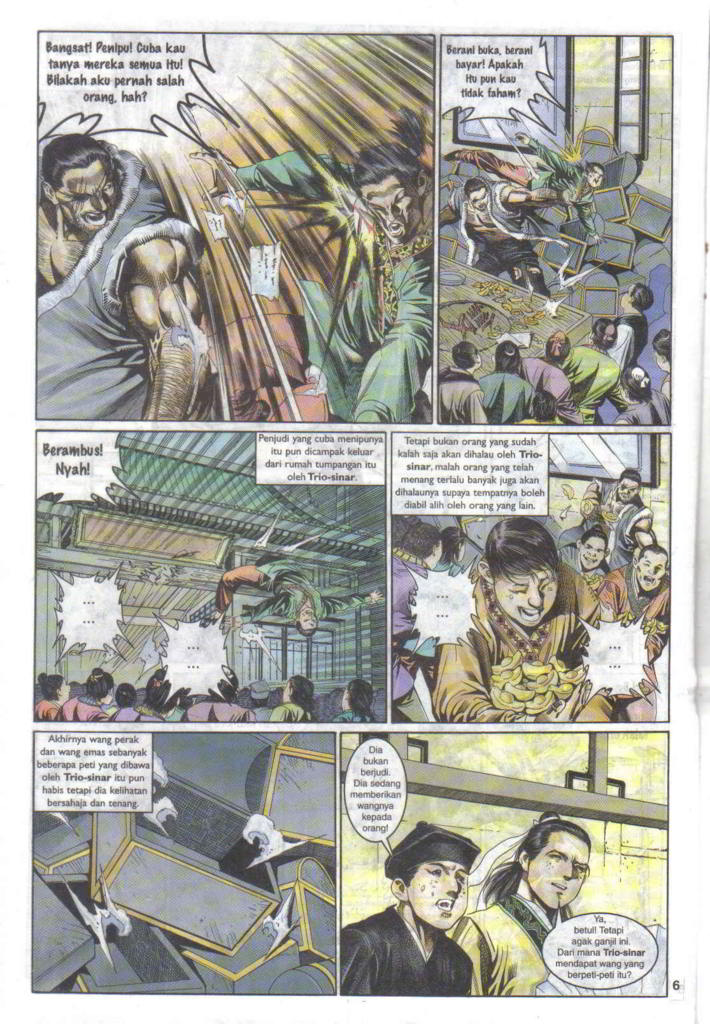 Bangsat! Penipu! Cuba kau
tanya mereka semua itu!
Bilakah aku pernah salah
orang, hah?
Berani buka, berani
bayar! Apakah
itu pun kau
tidak faham?
Berambus!
Nyah!
Penjudi yang cuba menipunya
itu pun dicampak keluar
dari rumah tumpangan itu
oleh Trio-sinar.
... 
...
...
...
Tetapi bukan orang yang sudah
kalah saja akan dihalau oleh Trio-
sinar, malah orang yang telah
menang terlalu banyak juga akan
dihalaunya supaya tempatnya boleh
diabil alih oleh orang yang lain.
...
...
...
...
Akhirnya wang perak
dan wang emas sebanyak
beberapa peti yang dibawa
oleh Trio-sinar itu pun
habis tetapi dia kelihatan
bersahaja dan tenang.
Dia
bukan
berjudi.
Dia sedang
memberikan
wangnya
kepada
orang!
Ya,
betul! Tetapi
agak ganjil ini.
Dari mana Trio-sinar
mendapat wang yang
berpeti-peti itu?
6